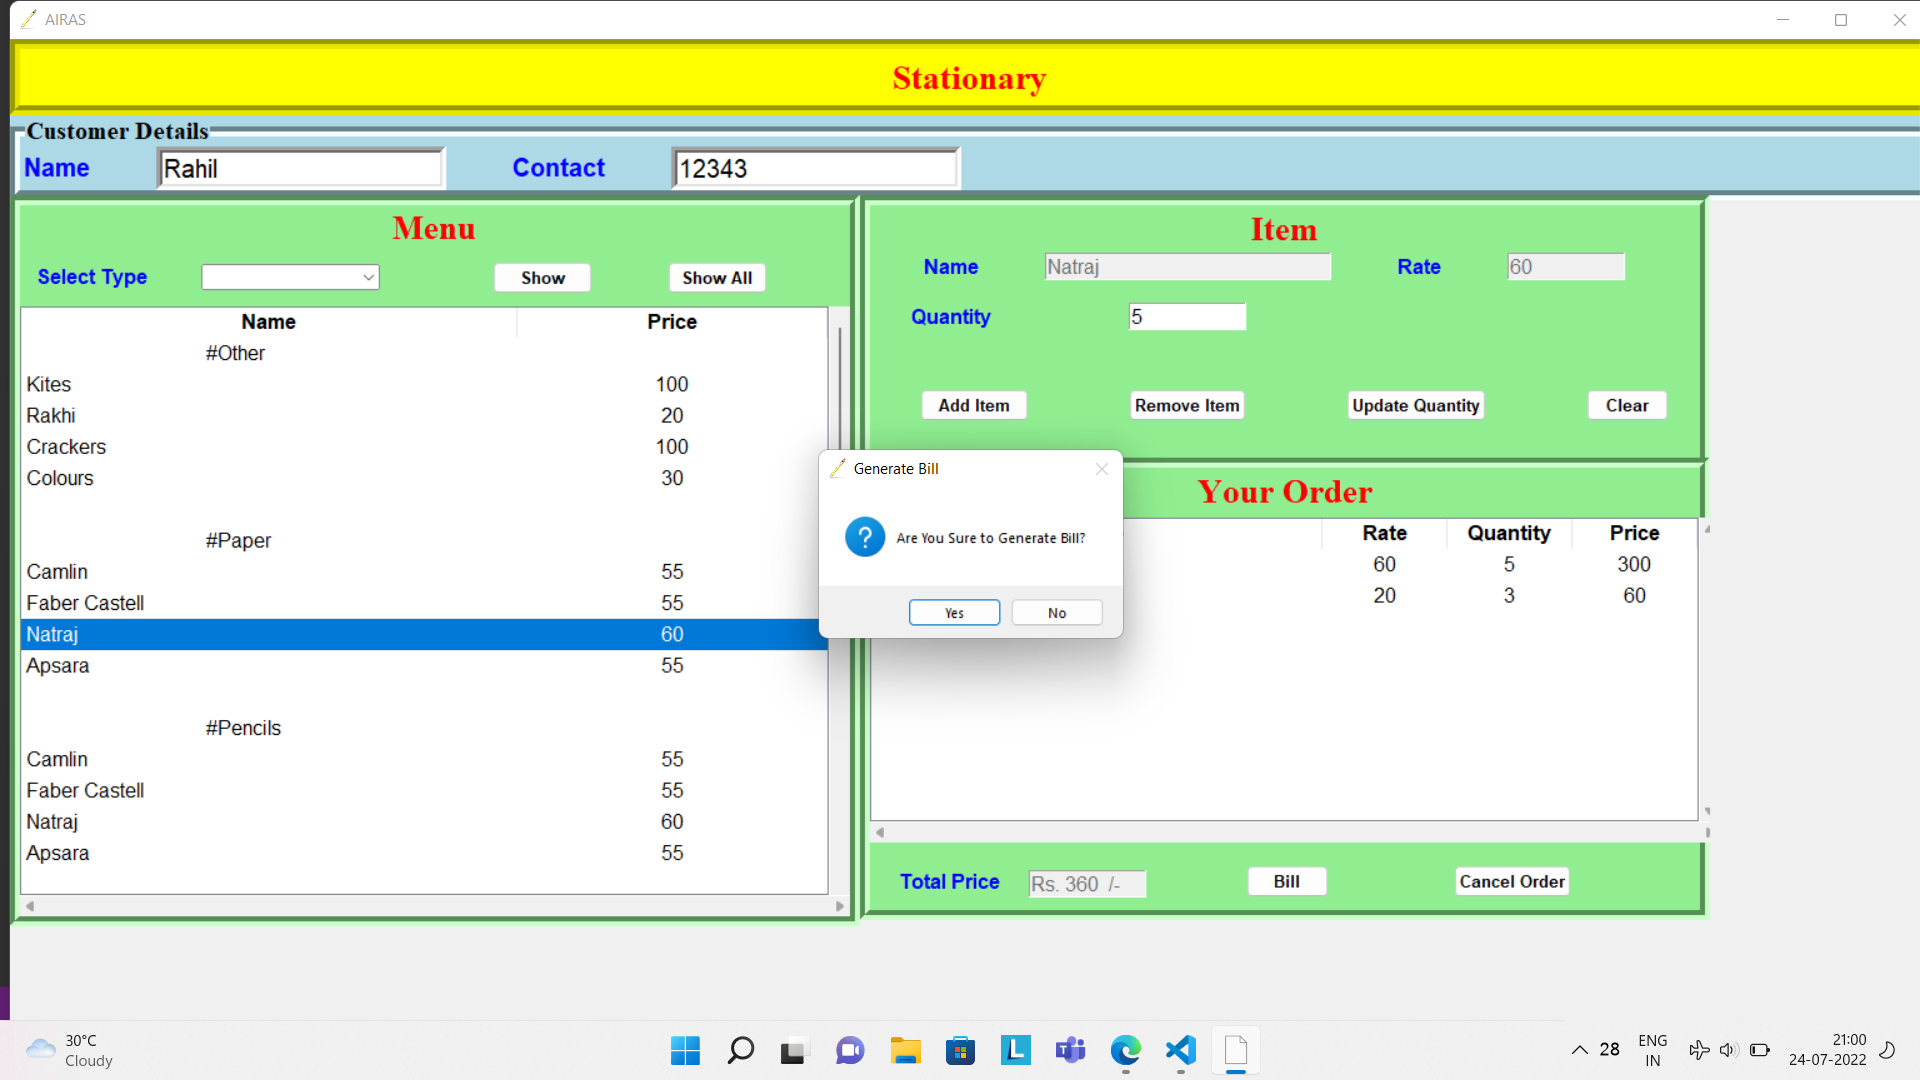 AIRAS
Stationary
Customer Details
Name Rahil Contact 12343
Menu
Select Type Show Show All
Name Price
#Other
Kites 100
Rakhi 20
Crackers 100
Colours 30
#Paper
Camlin 55
Faber Castell 55
Natraj 60
Apsara 55
#Pencils
Camlin 55
Faber Castell 55
Natraj 60
Apsara 55
Item
Name Natraj Rate 60
Quantity 5
Add Item Remove Item Update Quantity Clear
Generate Bill
Are You Sure to Generate Bill?
Yes No
Your Order
Rate Quantity Price
60 5 300
20 3 60
Total Price Rs. 360 /- Bill Cancel Order
30°C
Cloudy
28
ENG
IN
21:00
24-07-2022